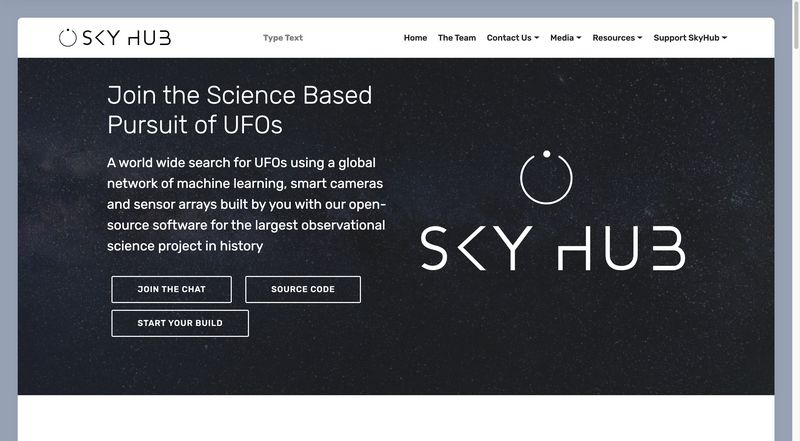 SKY HUB
Type Text
Home
The Team
Contact Us
Media
Resources
Support SkyHub
Join the Science Based
Pursuit of UFOs
A world wide search for UFOs using a global
network of machine learning, smart cameras
and sensor arrays built by you with our open-
source software for the largest observational
science project in history
JOIN THE CHAT
SOURCE CODE
START YOUR BUILD
SKY HUB